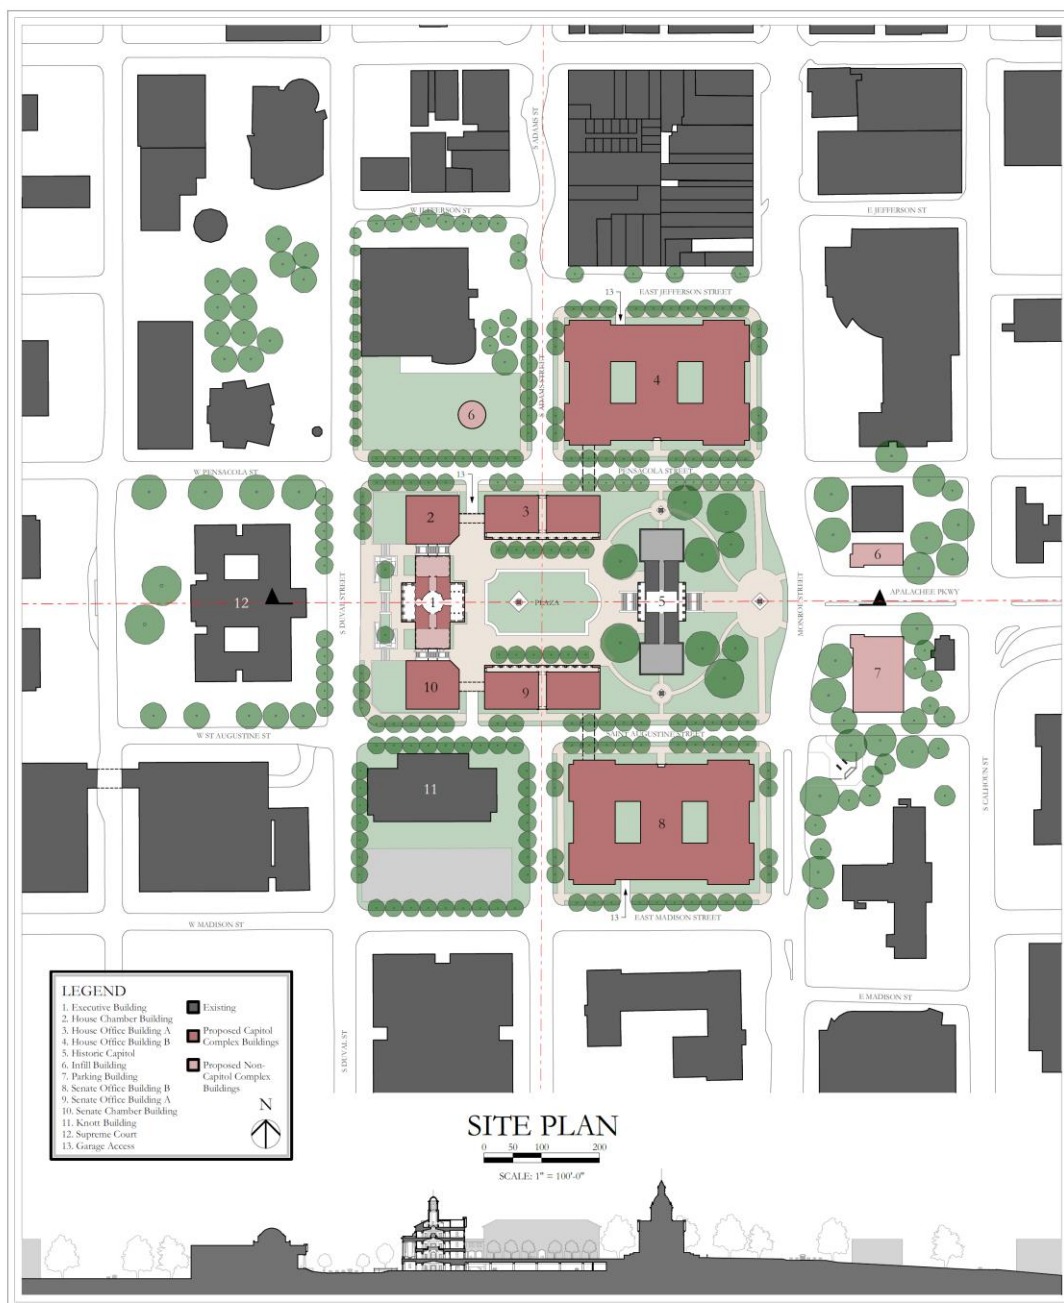 S ADAMS ST
W JEFFERSON ST
E JEFFERSON ST
13
EAST JEFFERSON STREET
S ADAMS STREET
4
6
W PENSACOLA ST
13
PENSACOLA STREET
2
3
6
S DUVAL STREET
12
1
PLAZA
5
MONROE STREET
APALACHEE PKWY
10
9
7
W ST AUGUSTINE ST
SAINT AUGUSTINE STREET
11
8
S CALHOUN ST
13
EAST MADISON STREET
W MADISON ST
E MADISON ST
S DUVAL ST
LEGEND
1. Executive Building
2. House Chamber Building
3. House Office Building A
4. House Office Building B
5. Historic Capitol
6. Infill Building
7. Parking Building
8. Senate Office Building B
9. Senate Office Building A
10. Senate Chamber Building
11. Knott Building
12. Supreme Court
13. Garage Access
Existing
Proposed Capitol
Complex Buildings
Proposed Non-
Capitol Complex
Buildings
N
SITE PLAN
0 50 100 200
SCALE: 1" = 100'-0"